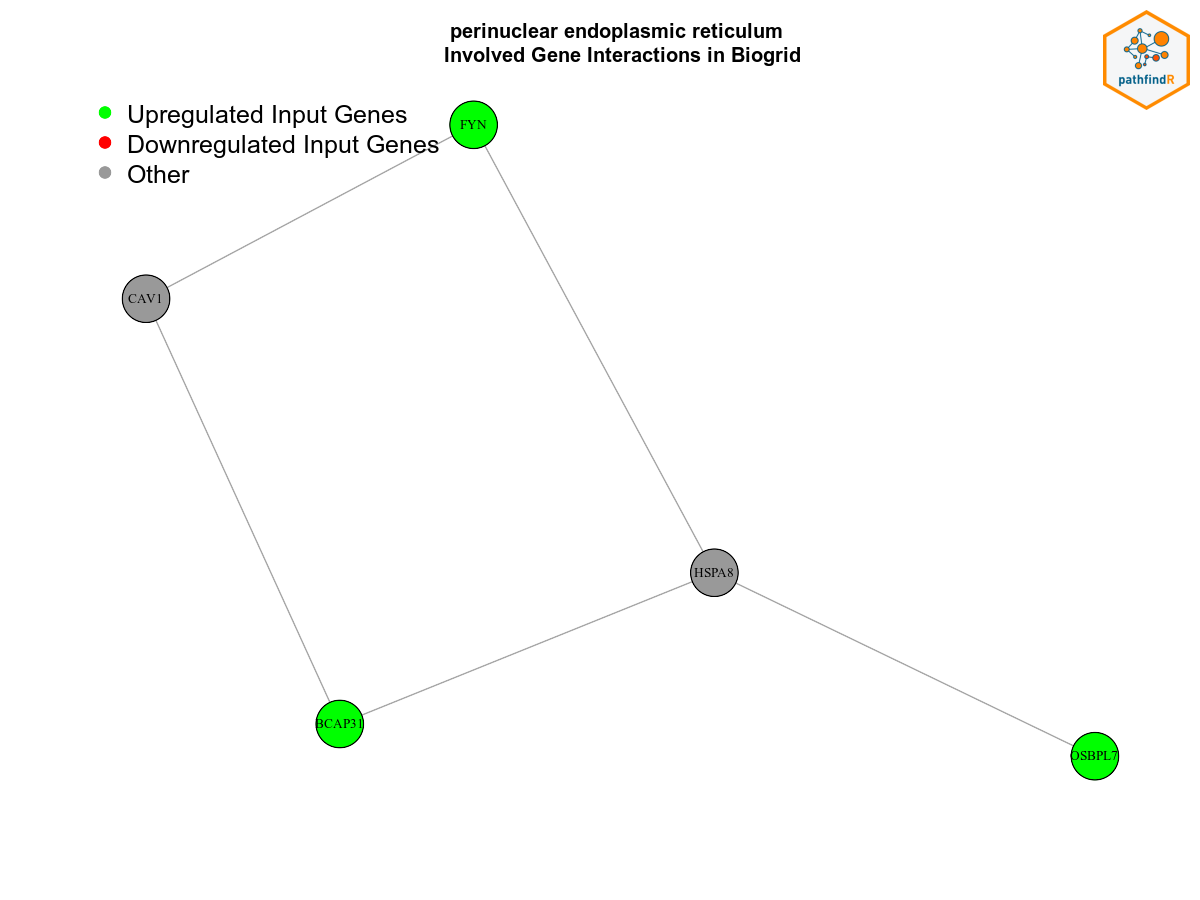 perinuclear endoplasmic reticulum
Involved Gene Interactions in Biogrid
pathfindR
Upregulated Input Genes
Downregulated Input Genes
Other
FYN
CAV1
HSPA8
BCAP31
OSBPL7